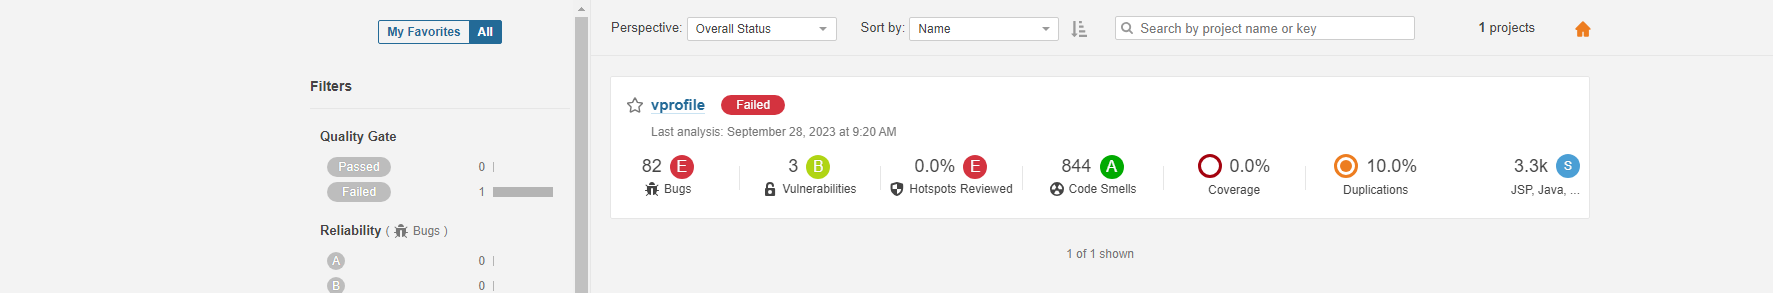 My Favorites All
Filters
Quality Gate
Passed 0
Failed 1
Reliability ( Bugs )
A 0
B 0
Perspective: Overall Status Sort by: Name Search by project name or key 1 projects
vprofile Failed
Last analysis: September 28, 2023 at 9:20 AM
82 E 3 B 0.0% E 844 A 0.0% 10.0% 3.3k S
Bugs Vulnerabilities Hotspots Reviewed Code Smells Coverage Duplications JSP, Java, ...
1 of 1 shown